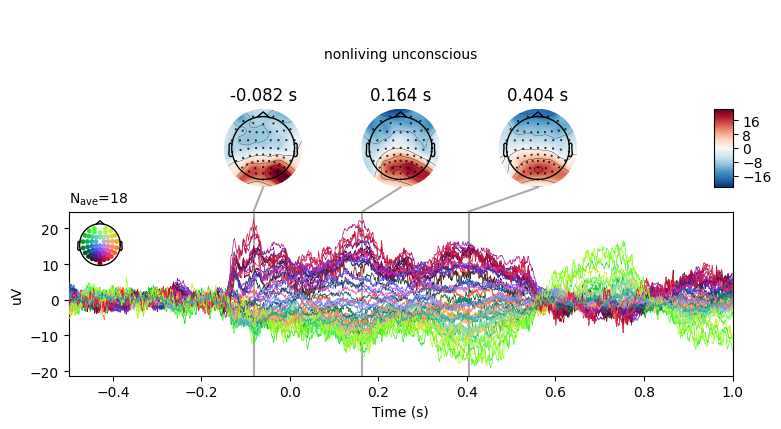 nonliving unconscious
-0.082 s 0.164 s 0.404 s
16
8
0
−8
−16
Nave=18
20
10
0
−10
−20
uV
−0.4 −0.2 0.0 0.2 0.4 0.6 0.8 1.0
Time (s)